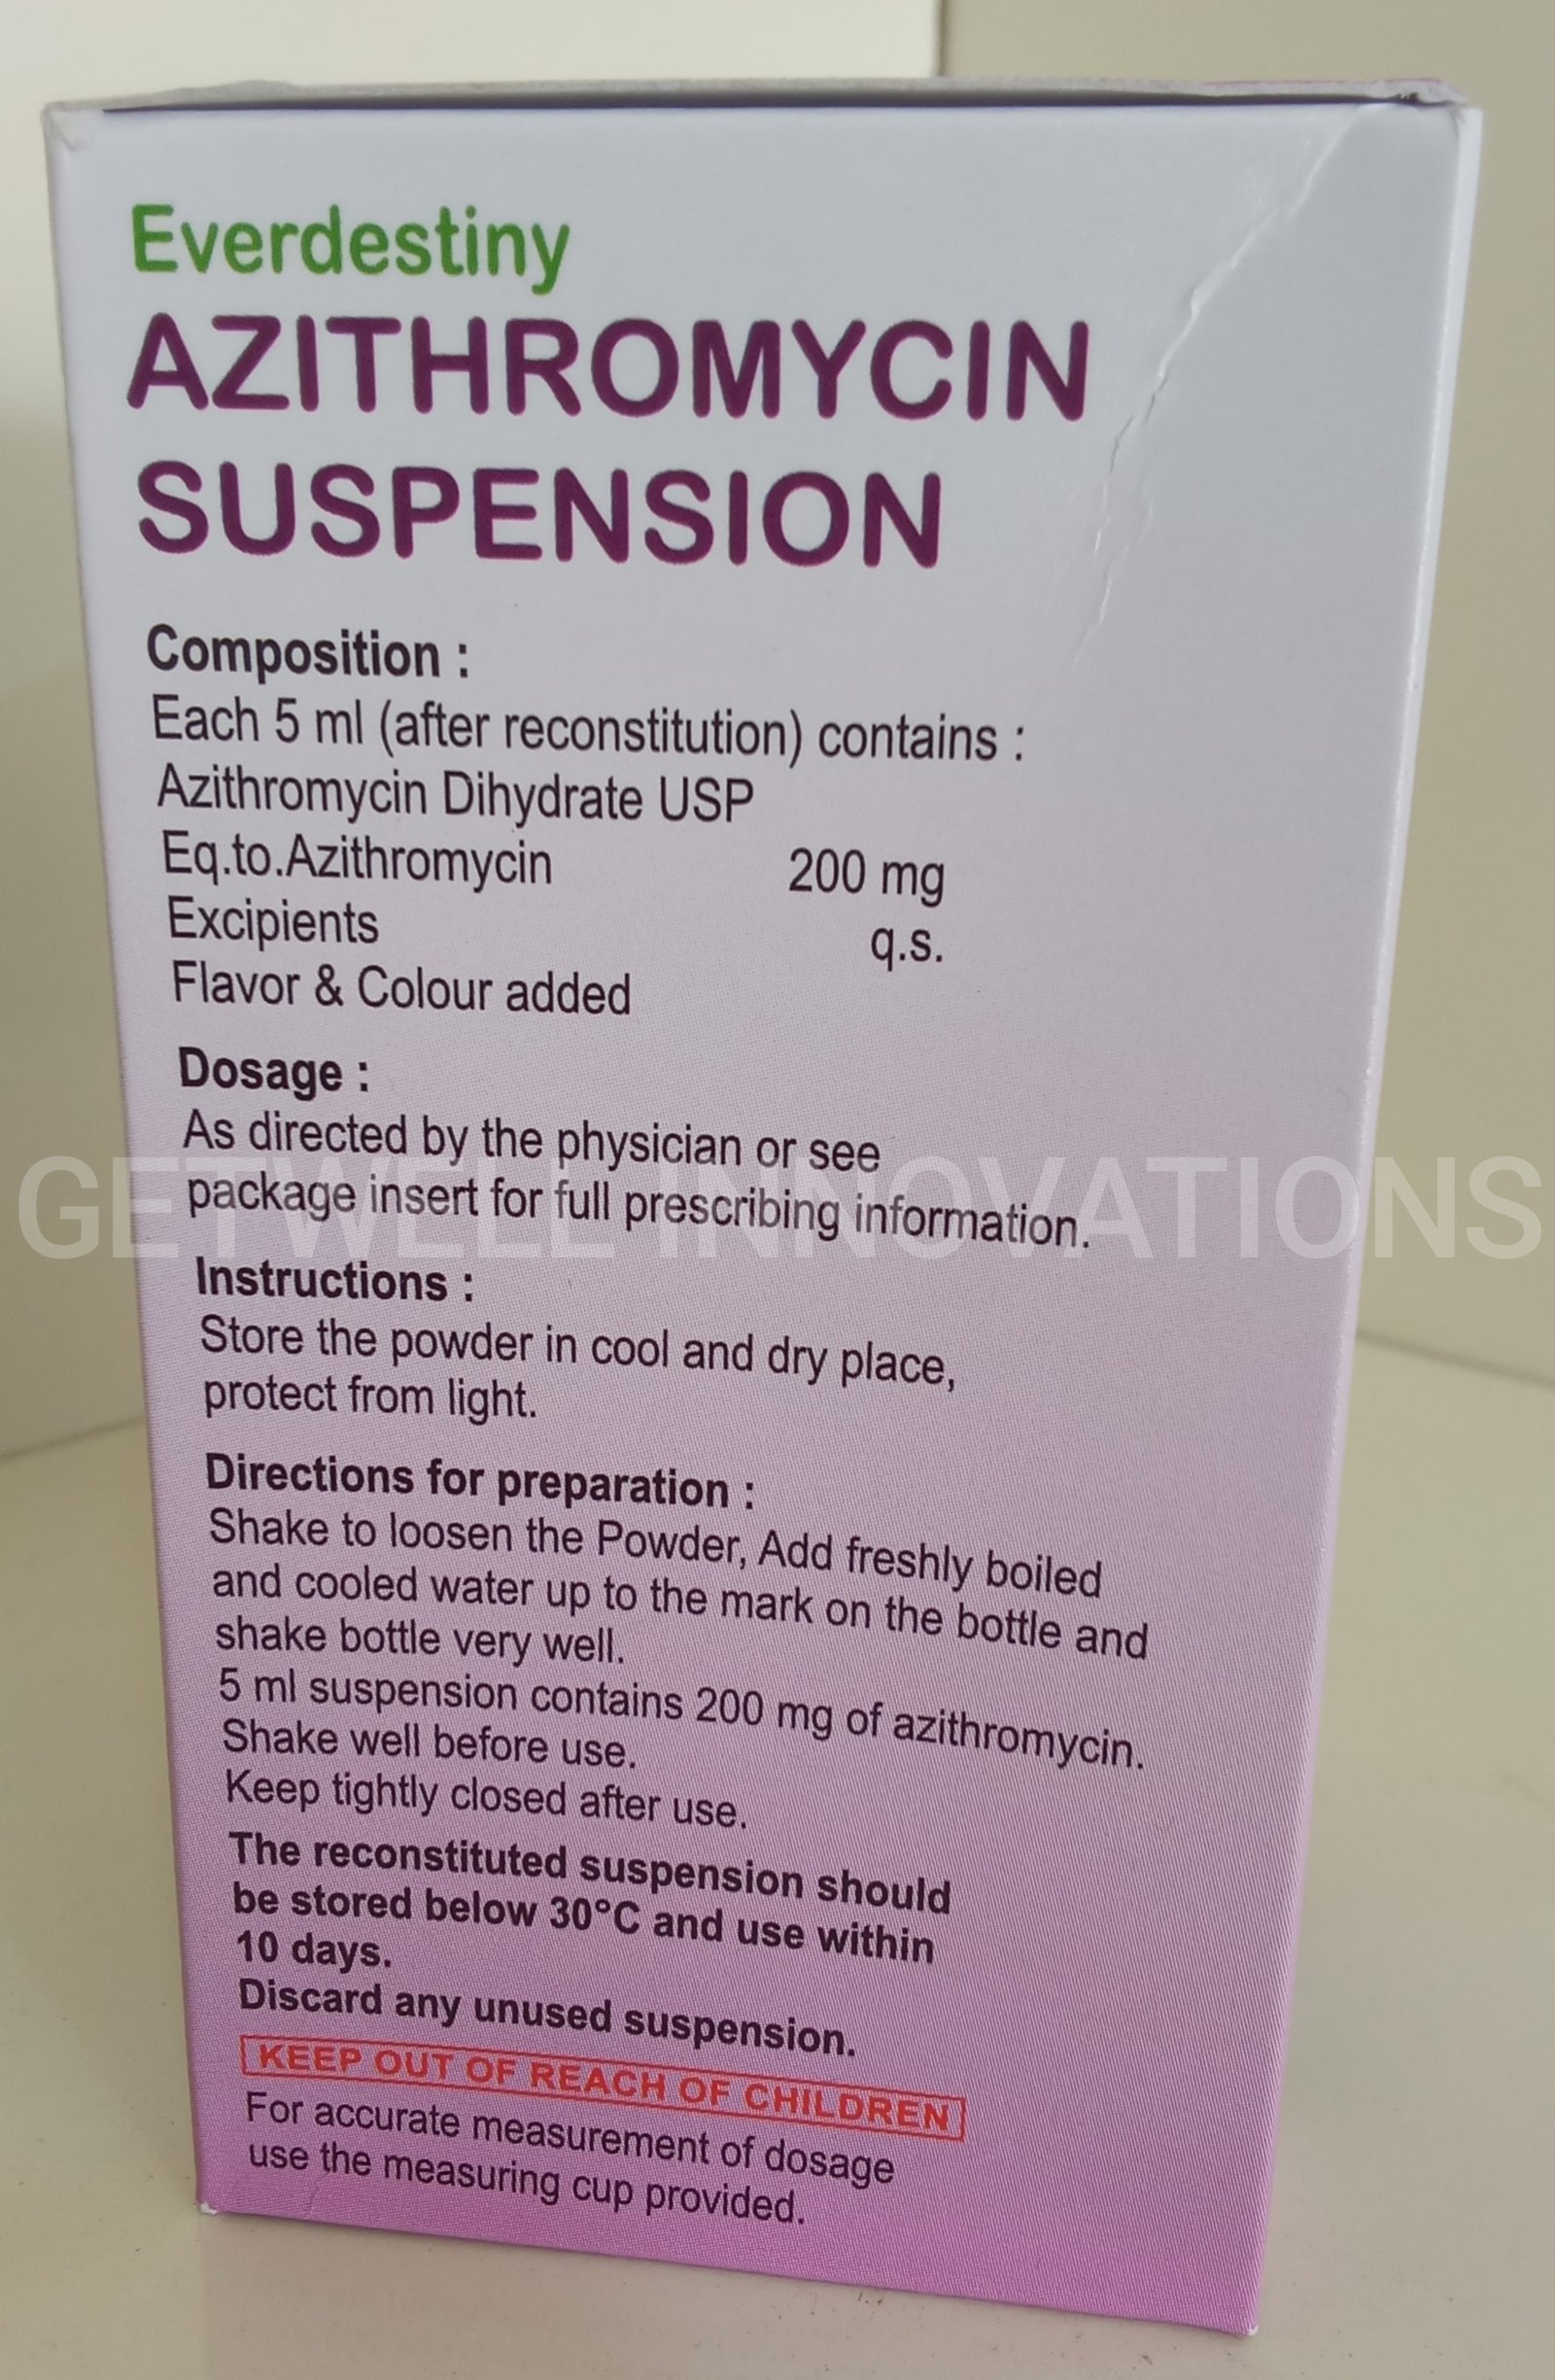 Everdestiny
AZITHROMYCIN
SUSPENSION
Composition :
Each 5 ml (after reconstitution) contains :
Azithromycin Dihydrate USP
Eq.to.Azithromycin 200 mg
Excipients q.s.
Flavor & Colour added
Dosage :
As directed by the physician or see
package insert for full prescribing information.
GETWELL INNOVATIONS
Instructions :
Store the powder in cool and dry place,
protect from light.
Directions for preparation :
Shake to loosen the Powder, Add freshly boiled
and cooled water up to the mark on the bottle and
shake bottle very well.
5 ml suspension contains 200 mg of azithromycin.
Shake well before use.
Keep tightly closed after use.
The reconstituted suspension should
be stored below 30°C and use within
10 days.
Discard any unused suspension.
KEEP OUT OF REACH OF CHILDREN
For accurate measurement of dosage
use the measuring cup provided.